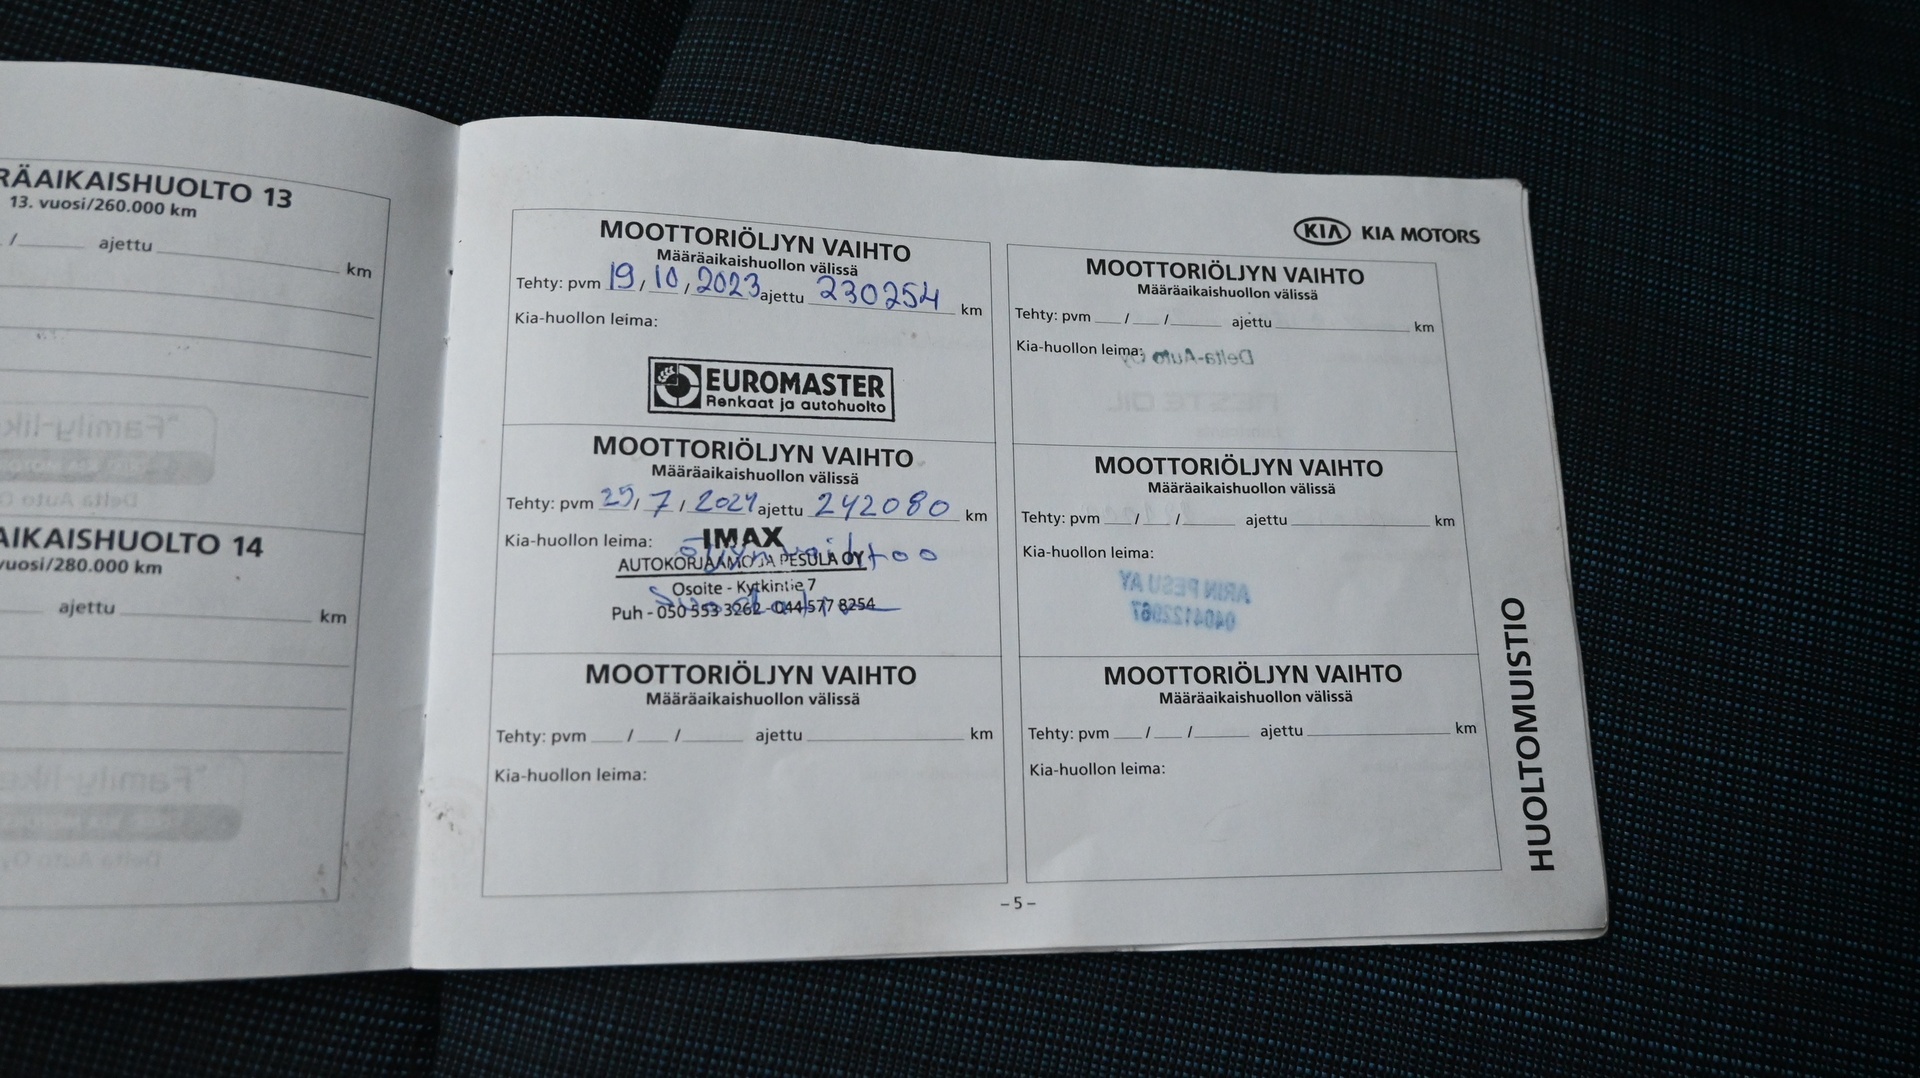 RÄAIKAISHUOLTO 13
13. vuosi/260.000 km
/ ajettu km
AIKAISHUOLTO 14
vuosi/280.000 km
ajettu km
KIA KIA MOTORS
MOOTTORIÖLJYN VAIHTO
Määräaikaishuollon välissä
Tehty: pvm 19/10/2023 ajettu 230254 km
Kia-huollon leima:
EUROMASTER
Renkaat ja autohuolto
MOOTTORIÖLJYN VAIHTO
Määräaikaishuollon välissä
Tehty: pvm 25/7/2024 ajettu 242080 km
Kia-huollon leima:
IMAX
AUTOKORJAAMO JA PESULA OY
Osoite - Kytkintie 7
Puh - 050 553 3262 - 044 577 8254
MOOTTORIÖLJYN VAIHTO
Määräaikaishuollon välissä
Tehty: pvm / / ajettu km
Kia-huollon leima:
MOOTTORIÖLJYN VAIHTO
Määräaikaishuollon välissä
Tehty: pvm / / ajettu km
Kia-huollon leima:
MOOTTORIÖLJYN VAIHTO
Määräaikaishuollon välissä
Tehty: pvm / / ajettu km
Kia-huollon leima:
MOOTTORIÖLJYN VAIHTO
Määräaikaishuollon välissä
Tehty: pvm / / ajettu km
Kia-huollon leima:
HUOLTOMUISTIO
– 5 –